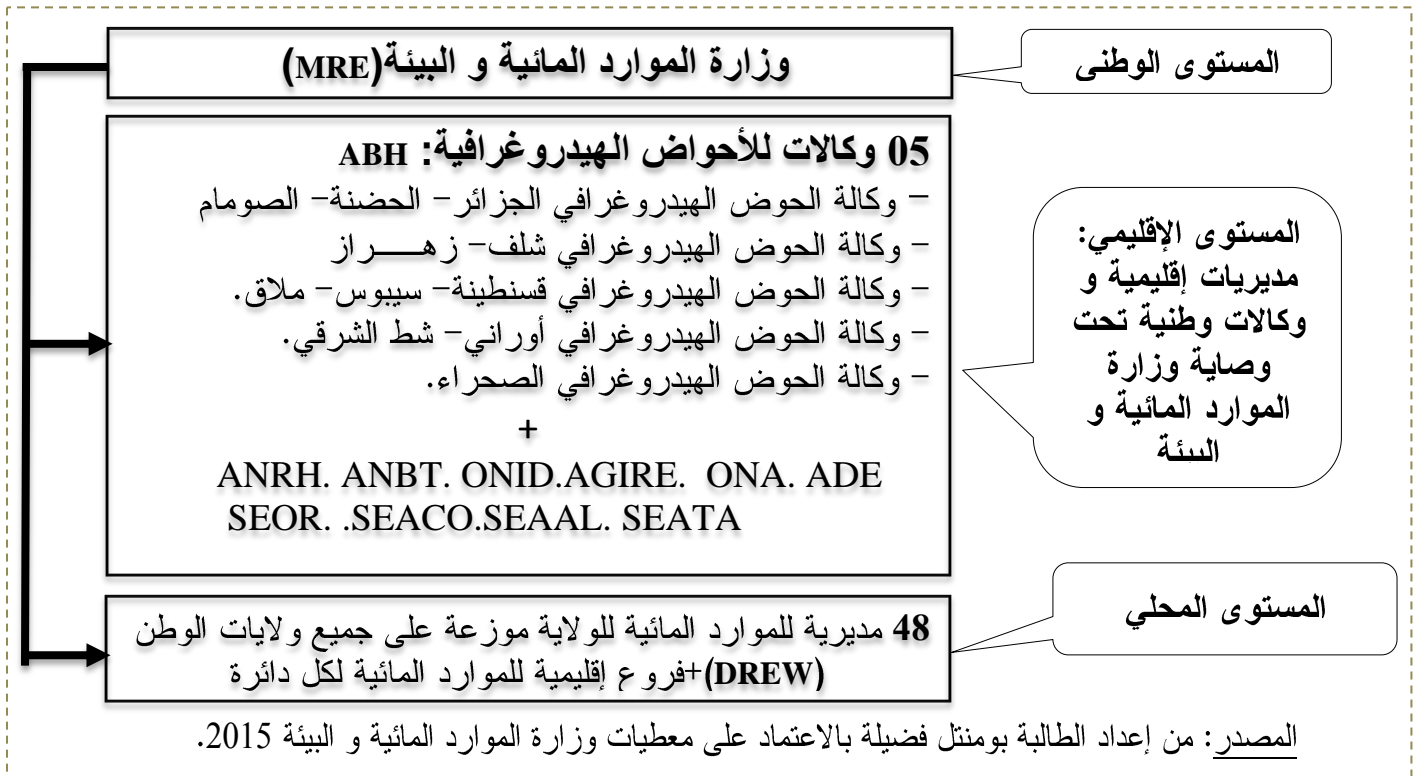 المستوى الوطنى
وزارة الموارد المائية و البيئة(MRE)
05 وكالات للأحواض الهيدروغرافية: ABH
- وكالة الحوض الهيدروغرافي الجزائر- الحضنة- الصومام
- وكالة الحوض الهيدروغرافي شلف- زهـــــراز
- وكالة الحوض الهيدروغرافي قسنطينة- سيبوس- ملاق.
- وكالة الحوض الهيدروغرافي أوراني- شط الشرقي.
- وكالة الحوض الهيدروغرافي الصحراء.
+
ANRH. ANBT. ONID.AGIRE. ONA. ADE
SEOR. .SEACO.SEAAL. SEATA
المستوى الإقليمي:
مديريات إقليمية و
وكالات وطنية تحت
وصاية وزارة
الموارد المائية و
البيئة
المستوى المحلي
48 مديرية للموارد المائية للولاية موزعة على جميع ولايات الوطن
(DREW)+فروع إقليمية للموارد المائية لكل دائرة
المصدر: من إعداد الطالبة بومنتل فضيلة بالاعتماد على معطيات وزارة الموارد المائية و البيئة 2015.